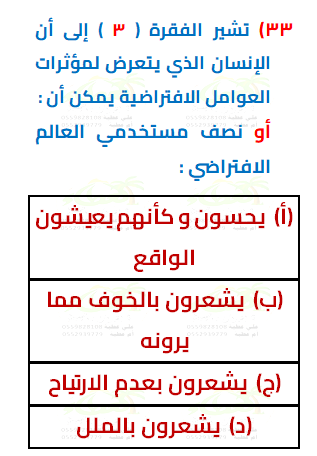 ٣٣) تشير الفقرة ( ٣ ) إلى أن
الإنسان الذي يتعرض لمؤثرات
العوامل الافتراضية يمكن أن :
أو نصف مستخدمي العالم
الافتراضي :
(أ) يحسون و كأنهم يعيشون
الواقع
(ب) يشعرون بالخوف مما
يرونه
(ج) يشعرون بعدم الارتياح
(د) يشعرون بالملل